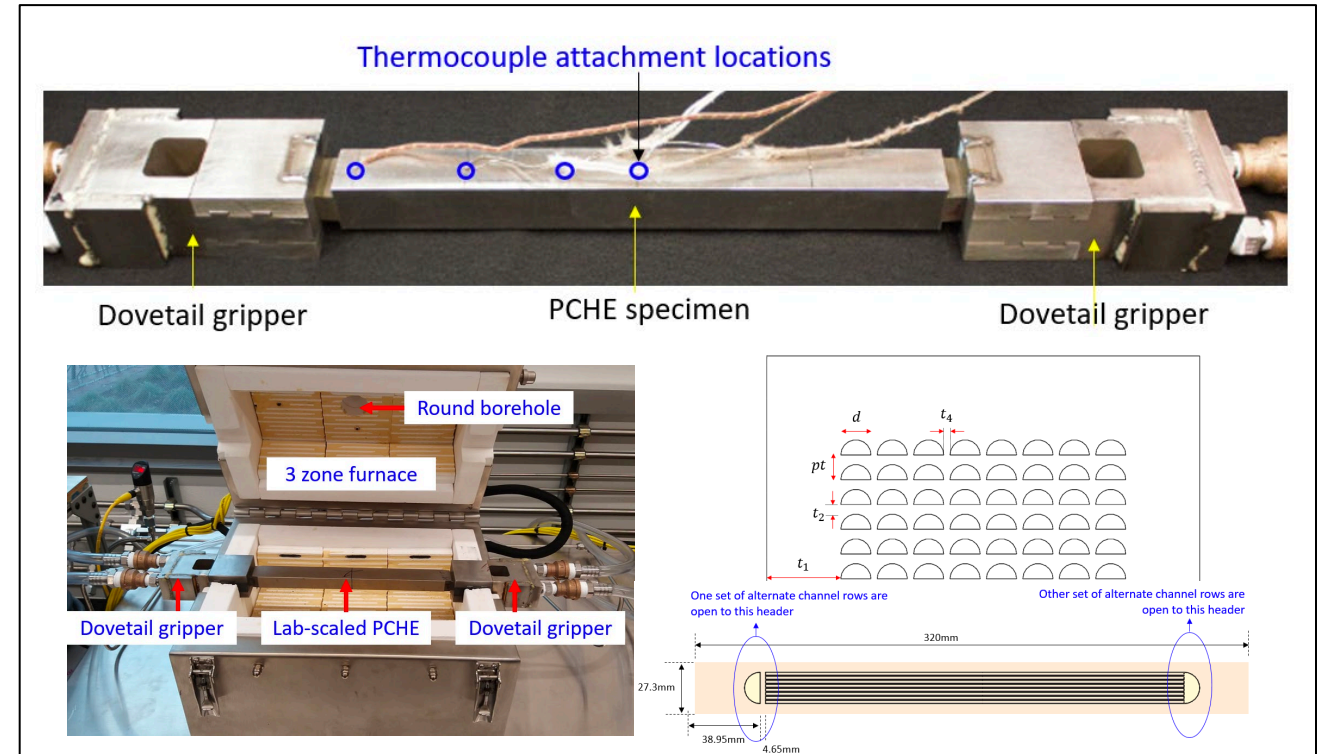 Thermocouple attachment locations
Dovetail gripper
PCHE specimen
Dovetail gripper
Round borehole
3 zone furnace
Dovetail gripper
Lab-scaled PCHE
Dovetail gripper
d
t4
pt
t2
t1
One set of alternate channel rows are
open to this header
Other set of alternate channel rows are
open to this header
320mm
27.3mm
38.95mm
4.65mm